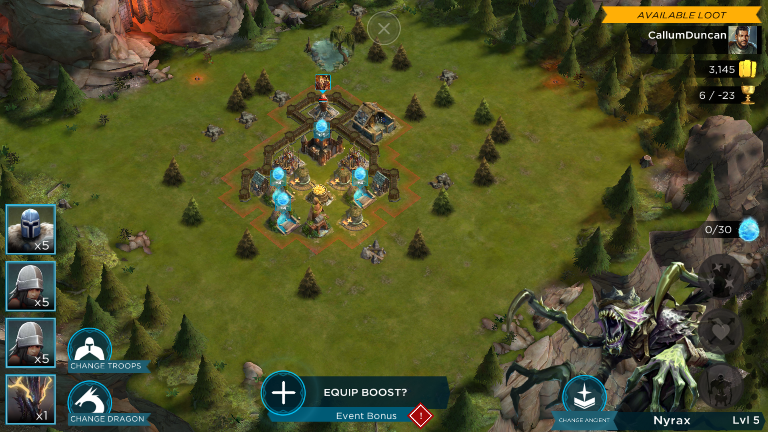 AVAILABLE LOOT
CallumDuncan
3,145
6 / -23
0/30
x5
x5
x5
x1
CHANGE TROOPS
CHANGE DRAGON
EQUIP BOOST?
Event Bonus
CHANGE ANCIENT
Nyrax Lvl 5